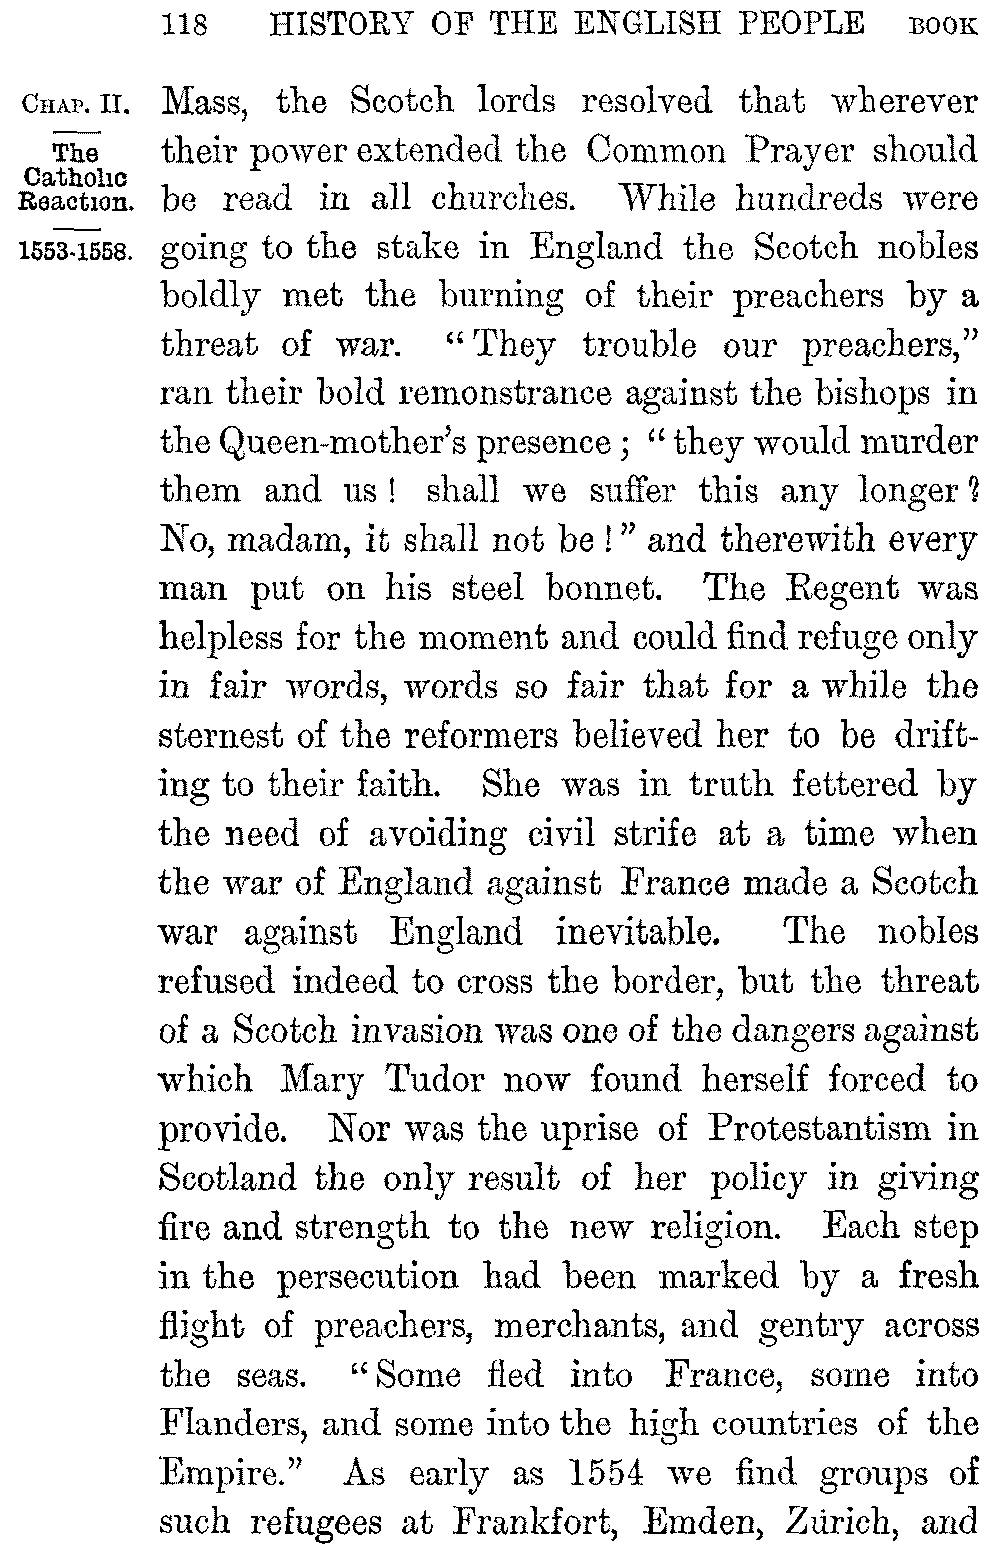 118 HISTORY OF THE ENGLISH PEOPLE BOOK
CHAP. II.
The
Catholic
Reaction.
1553-1558.
Mass, the Scotch lords resolved that wherever
their power extended the Common Prayer should
be read in all churches. While hundreds were
going to the stake in England the Scotch nobles
boldly met the burning of their preachers by a
threat of war. “They trouble our preachers,”
ran their bold remonstrance against the bishops in
the Queen-mother’s presence; “they would murder
them and us! shall we suffer this any longer?
No, madam, it shall not be!” and therewith every
man put on his steel bonnet. The Regent was
helpless for the moment and could find refuge only
in fair words, words so fair that for a while the
sternest of the reformers believed her to be drift-
ing to their faith. She was in truth fettered by
the need of avoiding civil strife at a time when
the war of England against France made a Scotch
war against England inevitable. The nobles
refused indeed to cross the border, but the threat
of a Scotch invasion was one of the dangers against
which Mary Tudor now found herself forced to
provide. Nor was the uprise of Protestantism in
Scotland the only result of her policy in giving
fire and strength to the new religion. Each step
in the persecution had been marked by a fresh
flight of preachers, merchants, and gentry across
the seas. “Some fled into France, some into
Flanders, and some into the high countries of the
Empire.” As early as 1554 we find groups of
such refugees at Frankfort, Emden, Zürich, and